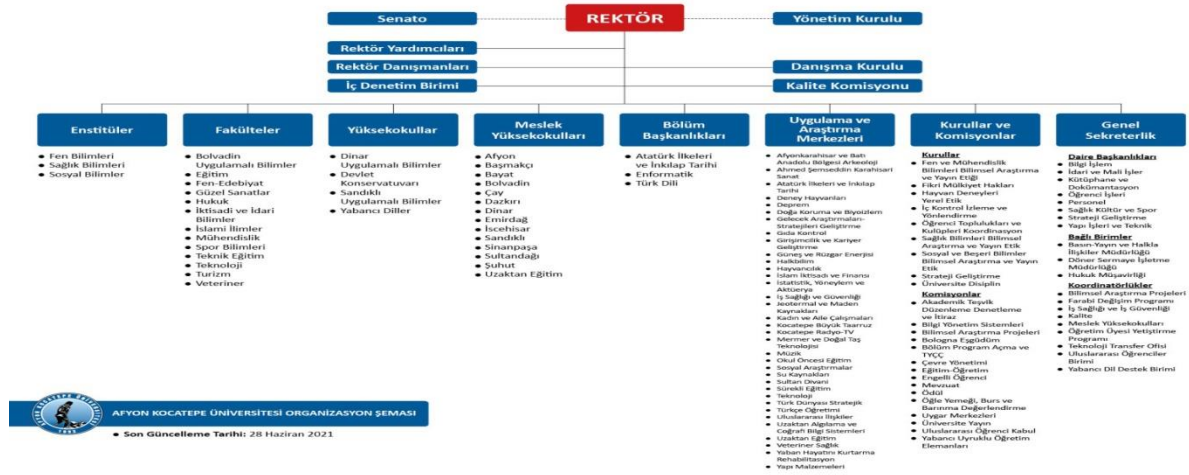 Senato
REKTÖR
Yönetim Kurulu
Rektör Yardımcıları
Rektör Danışmanları
Danışma Kurulu
İç Denetim Birimi
Kalite Komisyonu
Enstitüler
• Fen Bilimleri
• Sağlık Bilimleri
• Sosyal Bilimler
Fakülteler
• Bolvadin
Uygulamalı Bilimler
• Eğitim
• Fen-Edebiyat
• Güzel Sanatlar
• Hukuk
• İktisadi ve İdari
Bilimler
• İslami İlimler
• Mühendislik
• Spor Bilimleri
• Teknik Eğitim
• Teknoloji
• Turizm
• Veteriner
Yüksekokullar
• Dinar
Uygulamalı Bilimler
• Devlet
Konservatuvarı
• Sandıklı
Uygulamalı Bilimler
• Yabancı Diller
Meslek
Yüksekokulları
• Afyon
• Başmakçı
• Bayat
• Bolvadin
• Çay
• Dazkırı
• Dinar
• Emirdağ
• İscehisar
• Sandıklı
• Sinanpaşa
• Sultandağı
• Şuhut
• Uzaktan Eğitim
Bölüm
Başkanlıkları
• Atatürk İlkeleri
ve İnkılap Tarihi
• Enformatik
• Türk Dili
Uygulama ve
Araştırma
Merkezleri
• Afyonkarahisar ve Batı
Anadolu Bölgesi Arkeoloji
• Ahmed Şemseddin Karahisari
Sanat
• Atatürk İlkeleri ve İnkılap
Tarihi
• Deney Hayvanları
• Deprem
• Doğa Koruma ve Biyoizlem
• Gelecek Araştırmaları-
Stratejileri Geliştirme
• Gıda Kontrol
• Girişimcilik ve Kariyer
Geliştirme
• Güneş ve Rüzgar Enerjisi
• Halkbilim
• Hayvancılık
• İslam İktisadı ve Finansı
• İstatistik, Yöneylem ve
Aktüerya
• İş Sağlığı ve Güvenliği
• Jeotermal ve Maden
Kaynakları
• Kadın ve Aile Çalışmaları
• Kocatepe Büyük Taarruz
• Kocatepe Radyo-TV
• Mermer ve Doğal Taş
Teknolojisi
• Müzik
• Okul Öncesi Eğitim
• Sosyal Araştırmalar
• Su Kaynakları
• Sultan Divani
• Sürekli Eğitim
• Teknoloji
• Türk Dünyası Stratejik
• Türkçe Öğretimi
• Uluslararası İlişkiler
• Uzaktan Algılama ve
Coğrafi Bilgi Sistemleri
• Uzaktan Eğitim
• Veteriner Sağlık
• Yaban Hayatını Kurtarma
Rehabilitasyon
• Yapı Malzemeleri
Kurullar ve
Komisyonlar
Kurullar
• Fen ve Mühendislik
Bilimleri Bilimsel Araştırma
ve Yayın Etiği
• Fikri Mülkiyet Hakları
• Hayvan Deneyleri
Yerel Etik
• İç Kontrol İzleme ve
Yönlendirme
• Öğrenci Toplulukları ve
Kulüpleri Koordinasyon
• Sağlık Bilimleri Bilimsel
Araştırma ve Yayın Etik
• Sosyal ve Beşeri Bilimler
Bilimsel Araştırma ve Yayın
Etik
• Strateji Geliştirme
• Üniversite Disiplin
Komisyonlar
• Akademik Teşvik
Düzenleme Denetleme
ve İtiraz
• Bilgi Yönetim Sistemleri
• Bilimsel Araştırma Projeleri
• Bologna Eşgüdüm
• Bölüm Program Açma ve
TYÇÇ
• Çevre Yönetimi
• Eğitim-Öğretim
• Engelli Öğrenci
• Mevzuat
• Ödül
• Öğle Yemeği, Burs ve
Barınma Değerlendirme
• Uygar Merkezleri
• Üniversite Yayın
• Uluslararası Öğrenci Kabul
• Yabancı Uyruklu Öğretim
Elemanları
Genel
Sekreterlik
Daire Başkanlıkları
• Bilgi İşlem
• İdari ve Mali İşler
• Kütüphane ve
Dokümantasyon
• Öğrenci İşleri
• Personel
• Sağlık Kültür ve Spor
• Strateji Geliştirme
• Yapı İşleri ve Teknik
Bağlı Birimler
• Basın-Yayın ve Halkla
İlişkiler Müdürlüğü
• Döner Sermaye İşletme
Müdürlüğü
• Hukuk Müşavirliği
Koordinatörlükler
• Bilimsel Araştırma Projeleri
• Farabi Değişim Programı
• İş Sağlığı ve İş Güvenliği
• Kalite
• Meslek Yüksekokulları
• Öğretim Üyesi Yetiştirme
Programı
• Teknoloji Transfer Ofisi
• Uluslararası Öğrenciler
Birimi
• Yabancı Dil Destek Birimi
AFYON KOCATEPE ÜNİVERSİTESİ ORGANİZASYON ŞEMASI
• Son Güncelleme Tarihi: 28 Haziran 2021